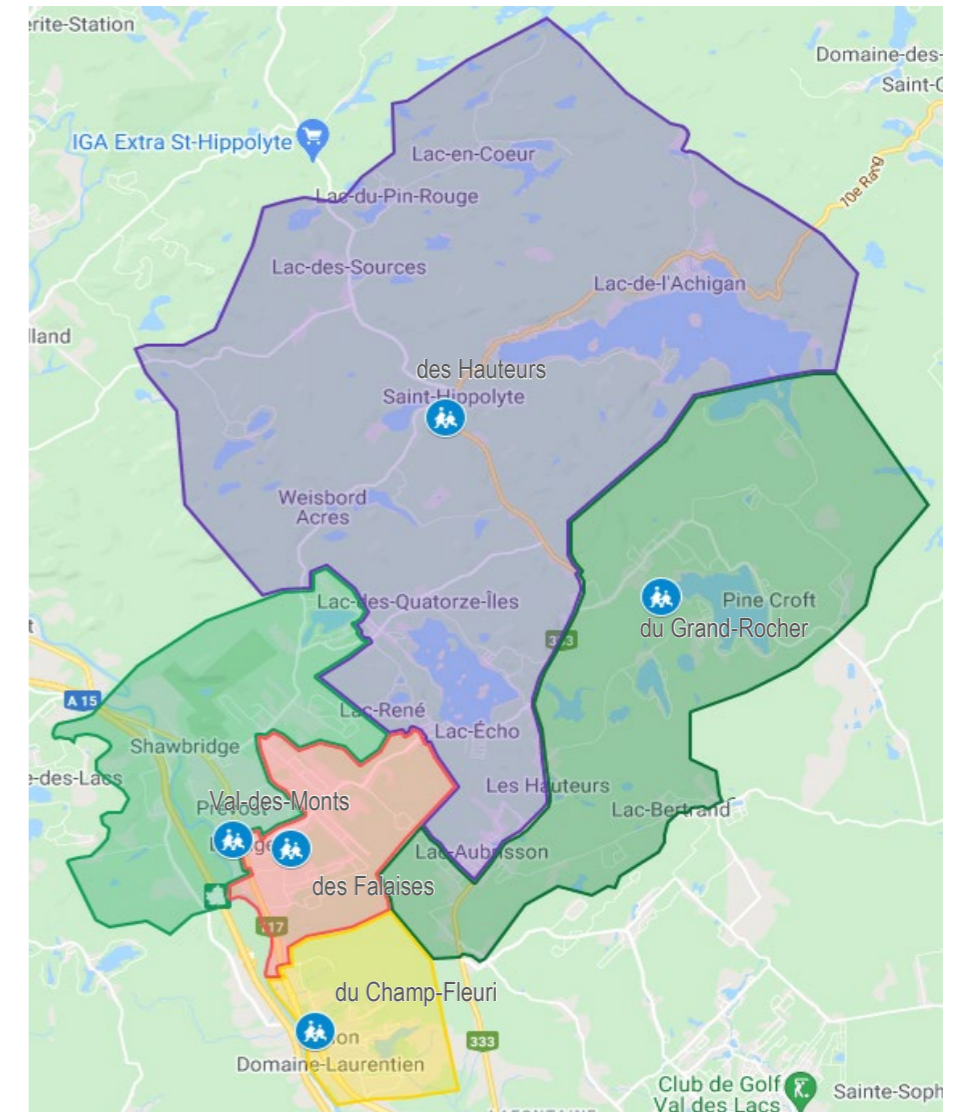 erite-Station
Domaine-des-
Saint-C
IGA Extra St-Hippolyte
Lac-en-Coeur
10e Rang
Lac-du-Pin-Rouge
Lac-des-Sources
Lac-de-l'Achigan
lland
des Hauteurs
Saint-Hippolyte
Weisbord
Acres
Lac-des-Quatorze-Îles
Pine Croft
du Grand-Rocher
333
A 15
Lac-René
Lac-Écho
Shawbridge
e-des-Lacs
Les Hauteurs
Val-des-Monts
Prévost
Lac-Bertrand
Lac-Aubrisson
des Falaises
117
du Champ-Fleuri
333
Domaine-Laurentien
Club de Golf
Val des Lacs
Sainte-Soph
LAFONTAINE